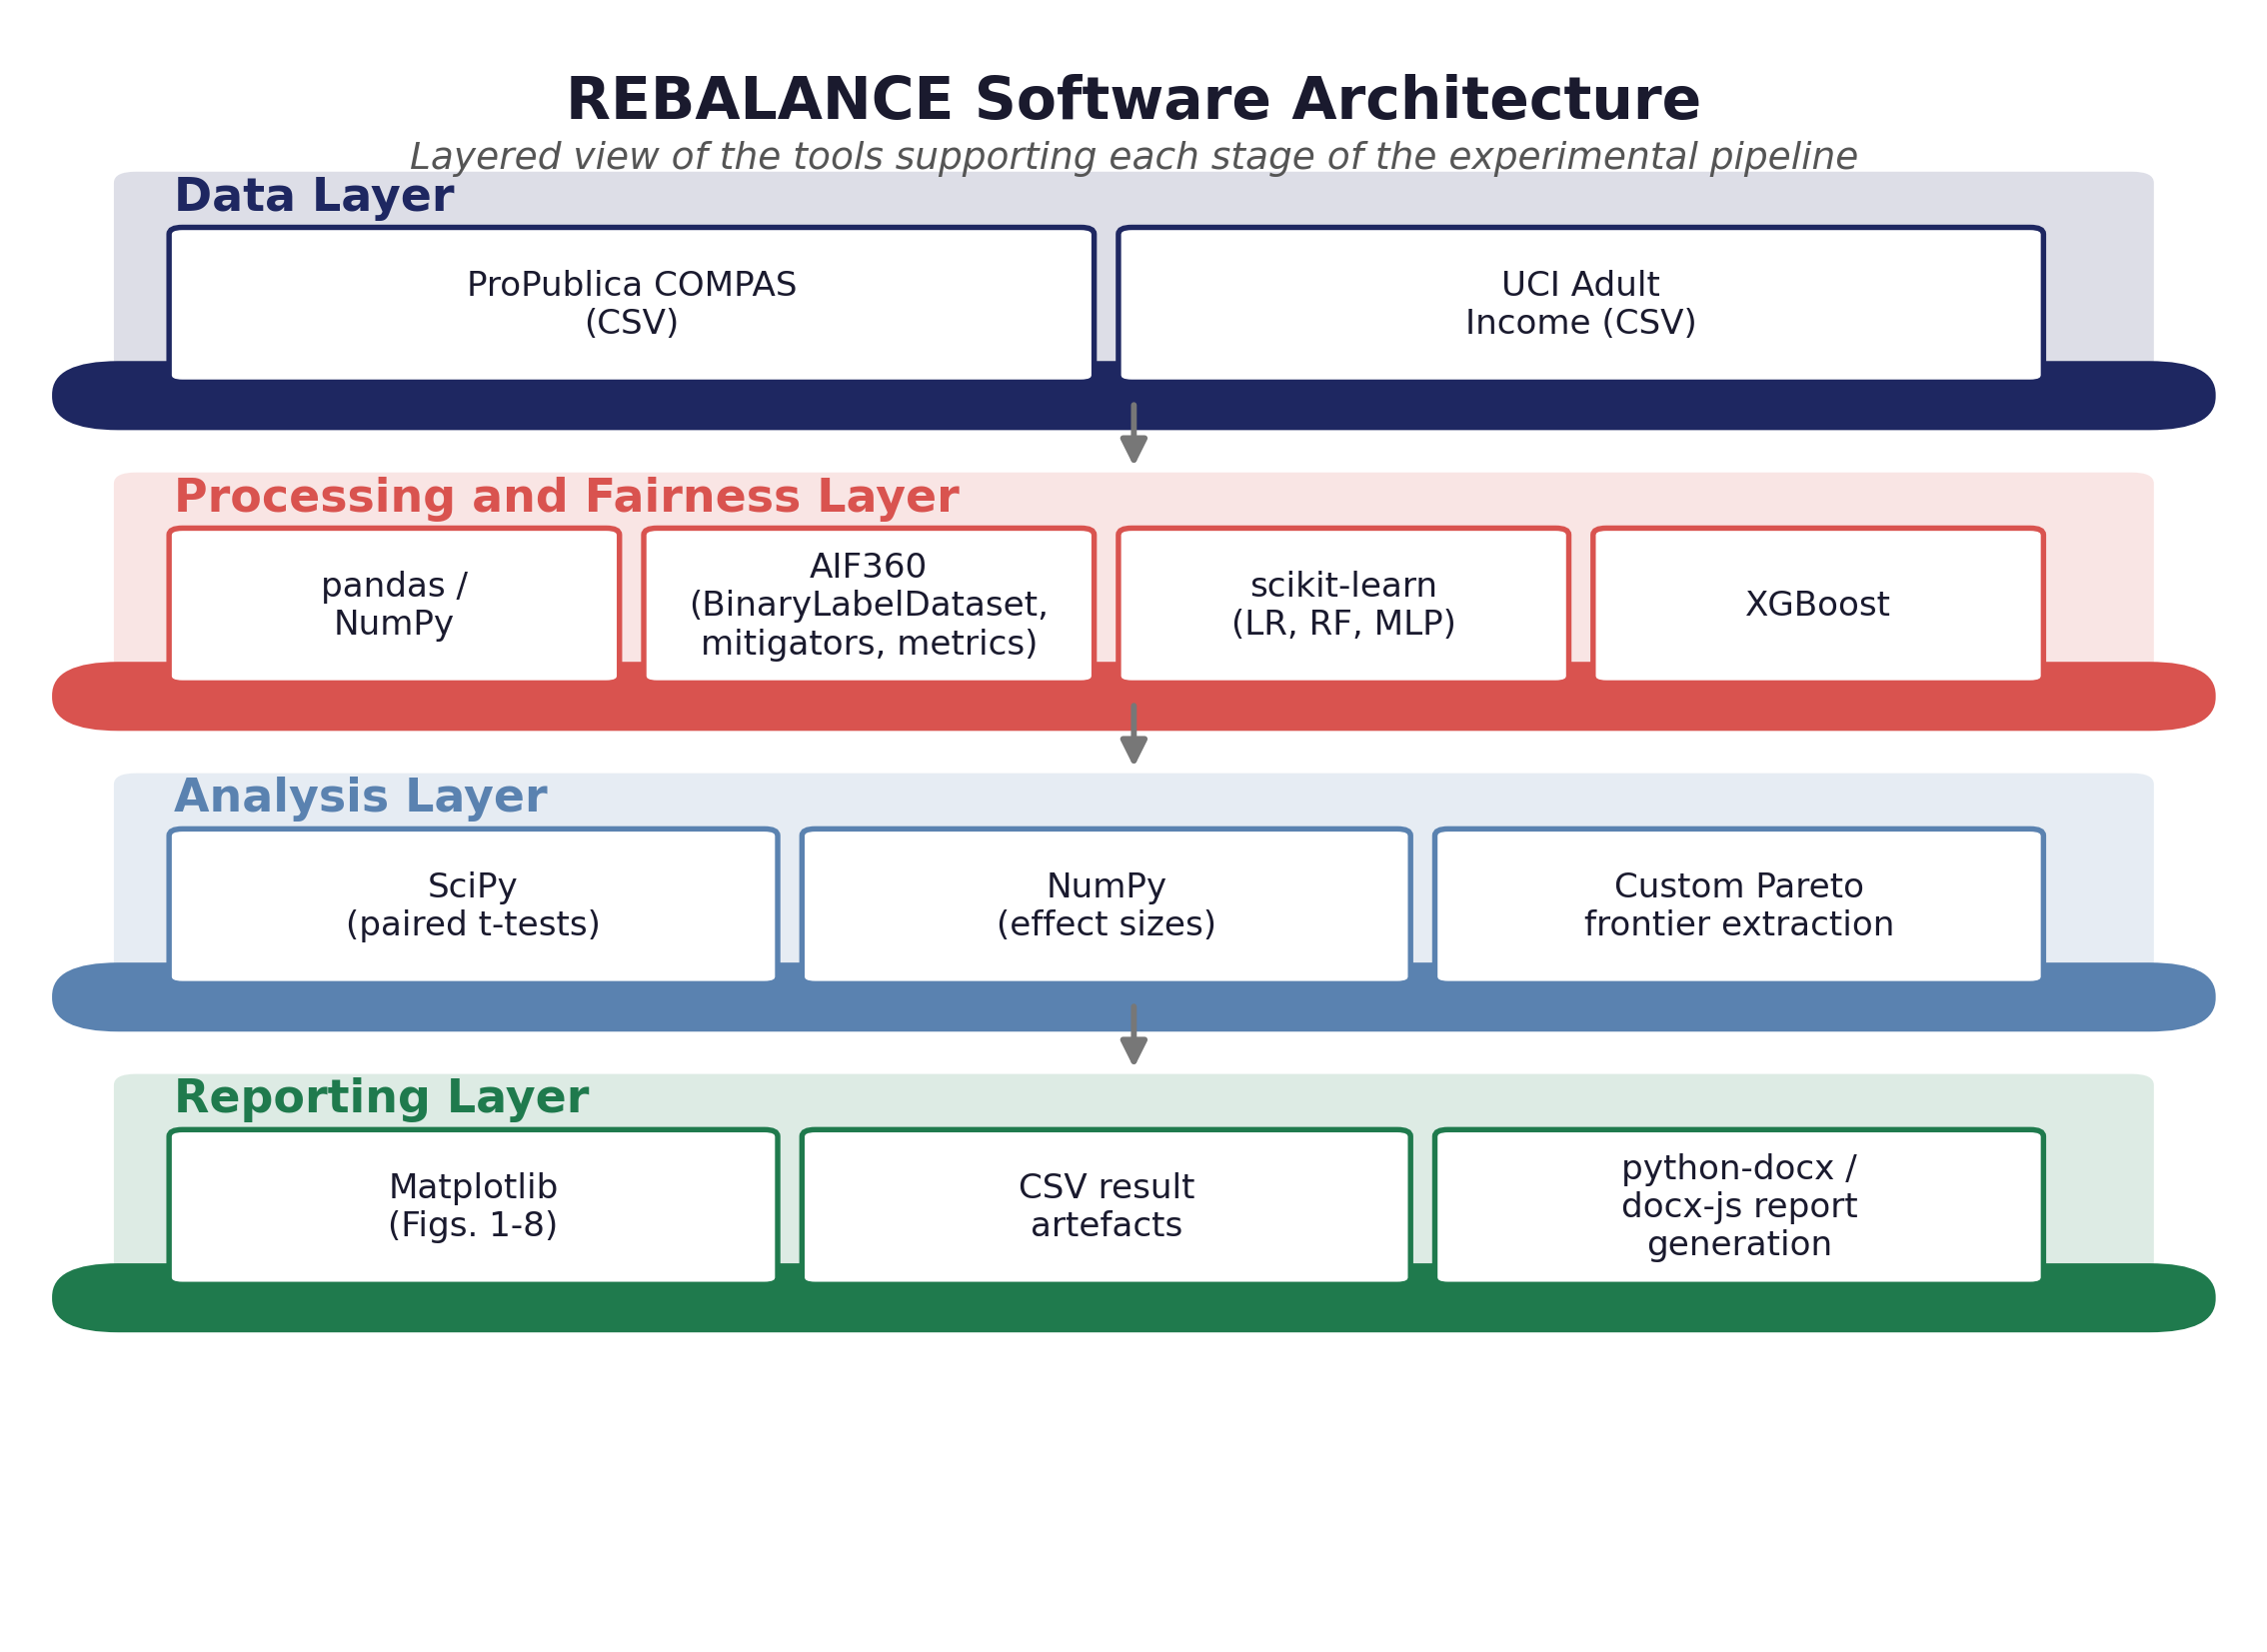 REBALANCE Software Architecture
Layered view of the tools supporting each stage of the experimental pipeline
Data Layer
ProPublica COMPAS
(CSV)
UCI Adult
Income (CSV)
Processing and Fairness Layer
pandas /
NumPy
AIF360
(BinaryLabelDataset,
mitigators, metrics)
scikit-learn
(LR, RF, MLP)
XGBoost
Analysis Layer
SciPy
(paired t-tests)
NumPy
(effect sizes)
Custom Pareto
frontier extraction
Reporting Layer
Matplotlib
(Figs. 1-8)
CSV result
artefacts
python-docx /
docx-js report
generation